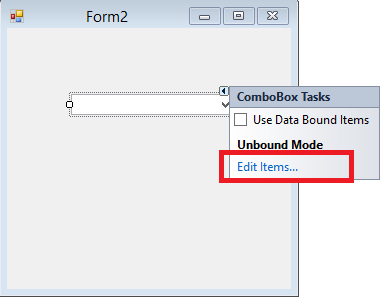 Form2
ComboBox Tasks
Use Data Bound Items
Unbound Mode
Edit Items...